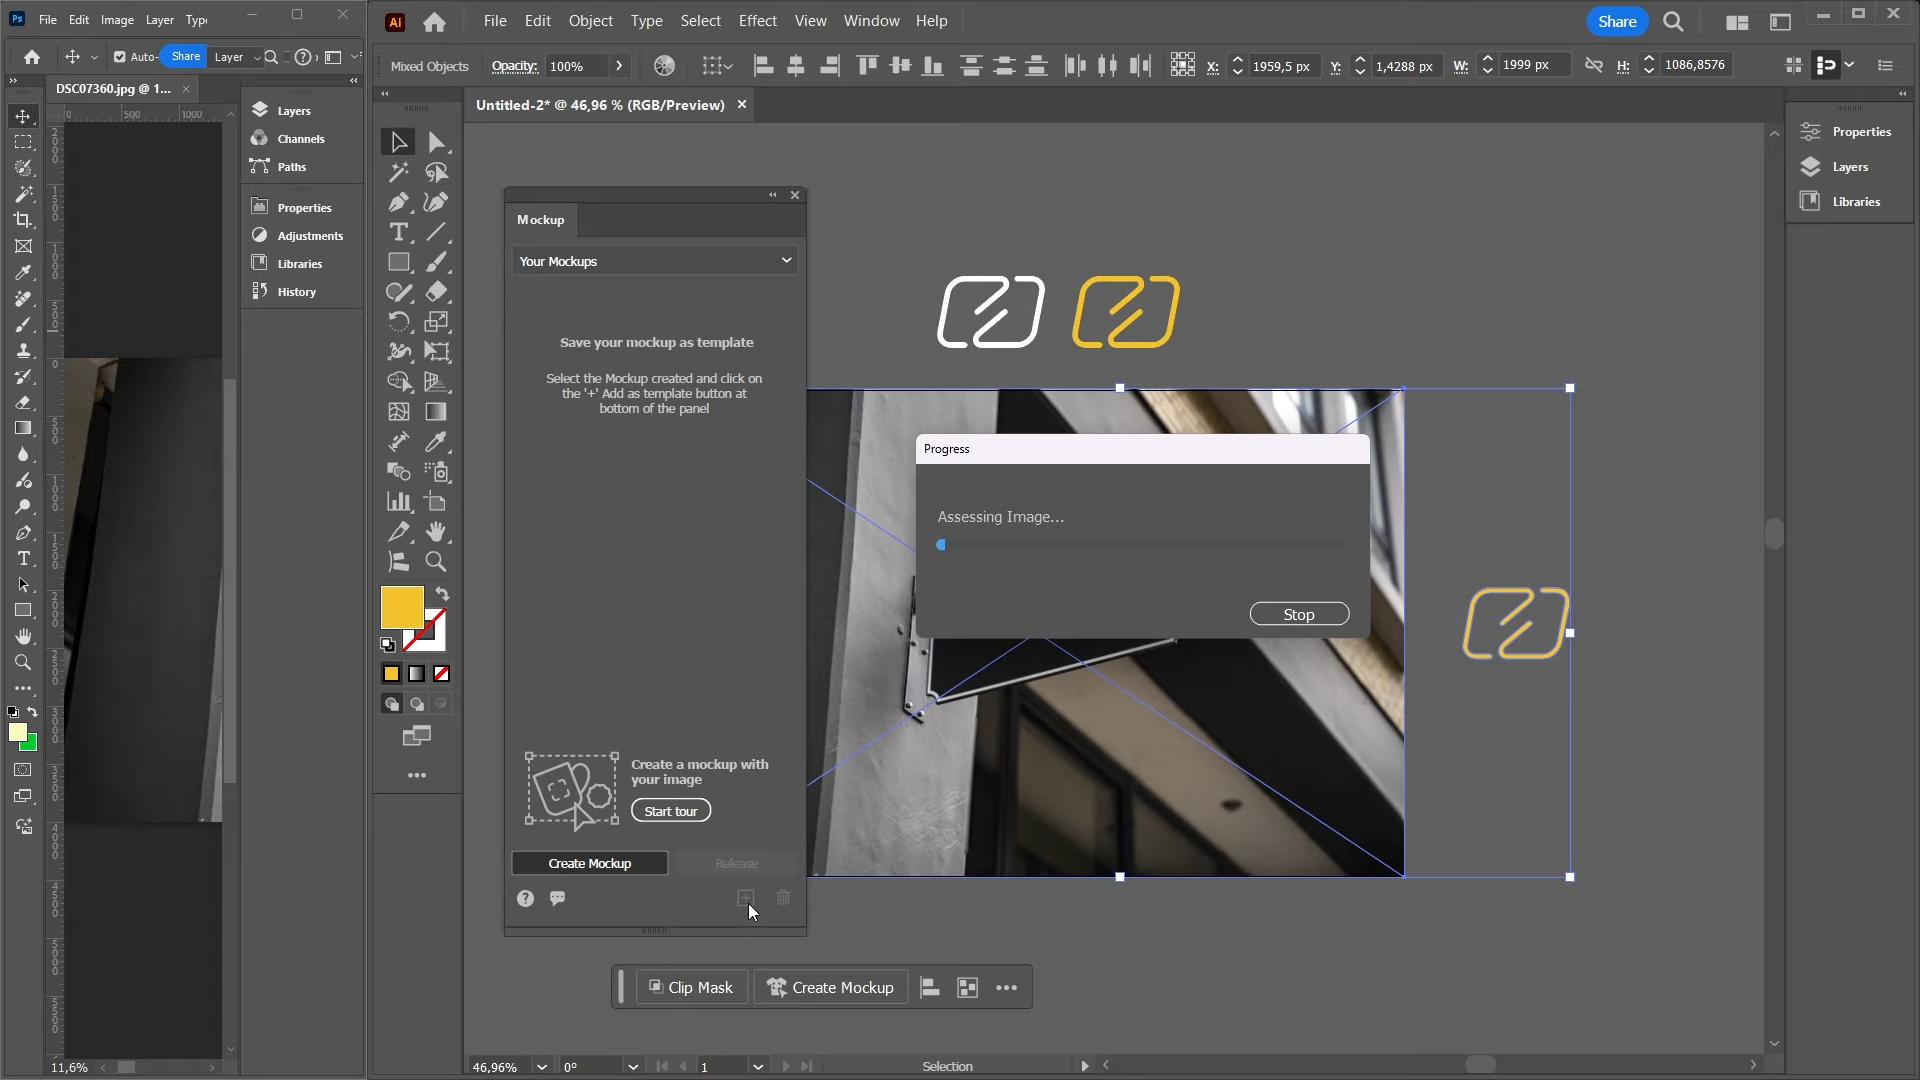 Ps File Edit Image Layer Type
Auto- Share Layer
DSC07360.jpg @ 1...
0 500 1000
Layers
Channels
Paths
Properties
Adjustments
Libraries
History
11,6%
Ai File Edit Object Type Select Effect View Window Help Share
Mixed Objects Opacity: 100% X: 1959,5 px Y: 1,4288 px W: 1999 px H: 1086,8576
Untitled-2* @ 46,96 % (RGB/Preview)
Mockup
Your Mockups
Save your mockup as template
Select the Mockup created and click on
the '+' Add as template button at
bottom of the panel
Create a mockup with
your image
Start tour
Create Mockup Release
Progress
Assessing Image...
Stop
Clip Mask Create Mockup
Properties
Layers
Libraries
46,96% 0° 1 Selection